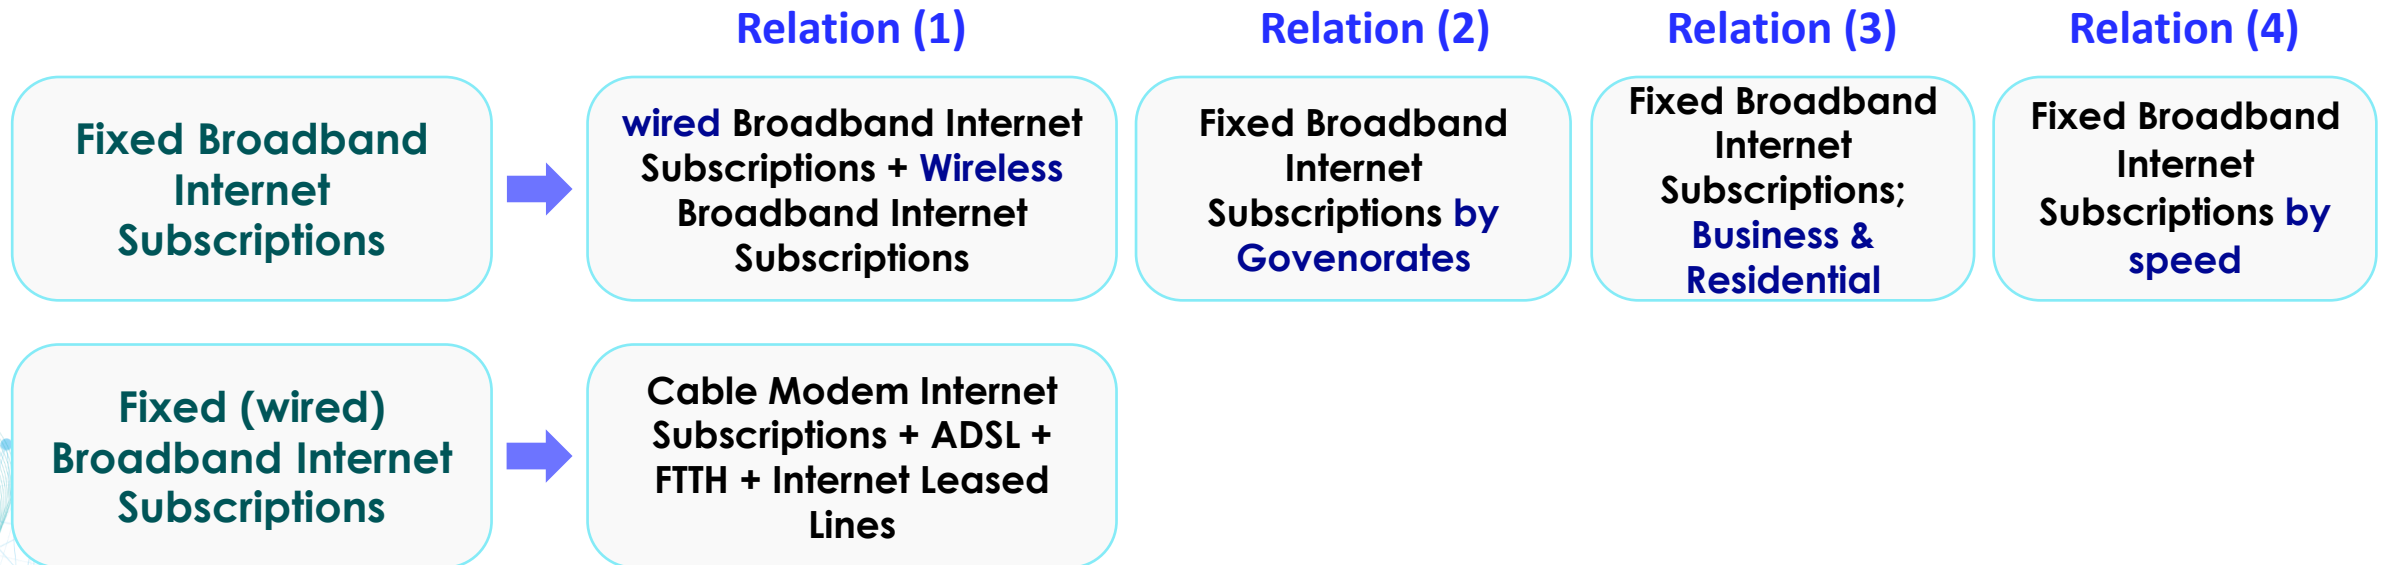 Relation (1)
Relation (2)
Relation (3)
Relation (4)
Fixed Broadband
Internet
Subscriptions
wired Broadband Internet
Subscriptions + Wireless
Broadband Internet
Subscriptions
Fixed Broadband
Internet
Subscriptions by
Govenorates
Fixed Broadband
Internet
Subscriptions;
Business &
Residential
Fixed Broadband
Internet
Subscriptions by
speed
Fixed (wired)
Broadband Internet
Subscriptions
Cable Modem Internet
Subscriptions + ADSL +
FTTH + Internet Leased
Lines